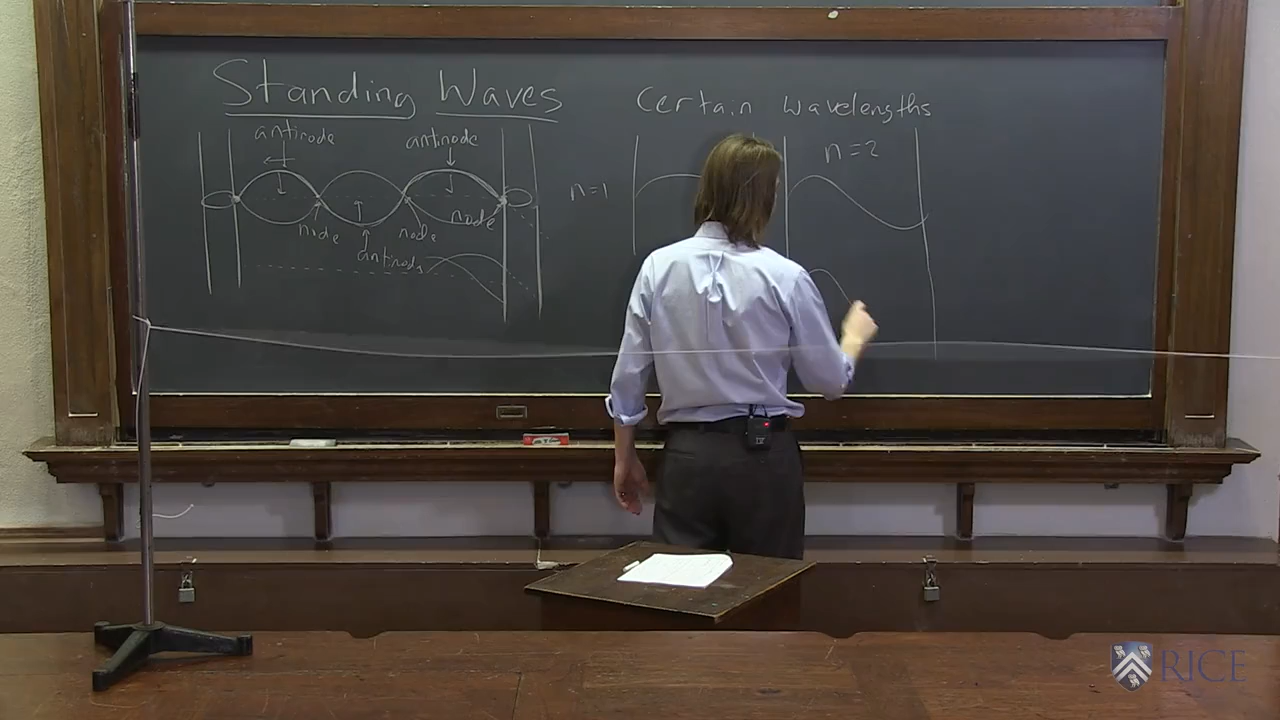 Standing Waves
antinode
antinode
node
node
node
antinode
Certain Wavelengths
n=1
n=2
RICE